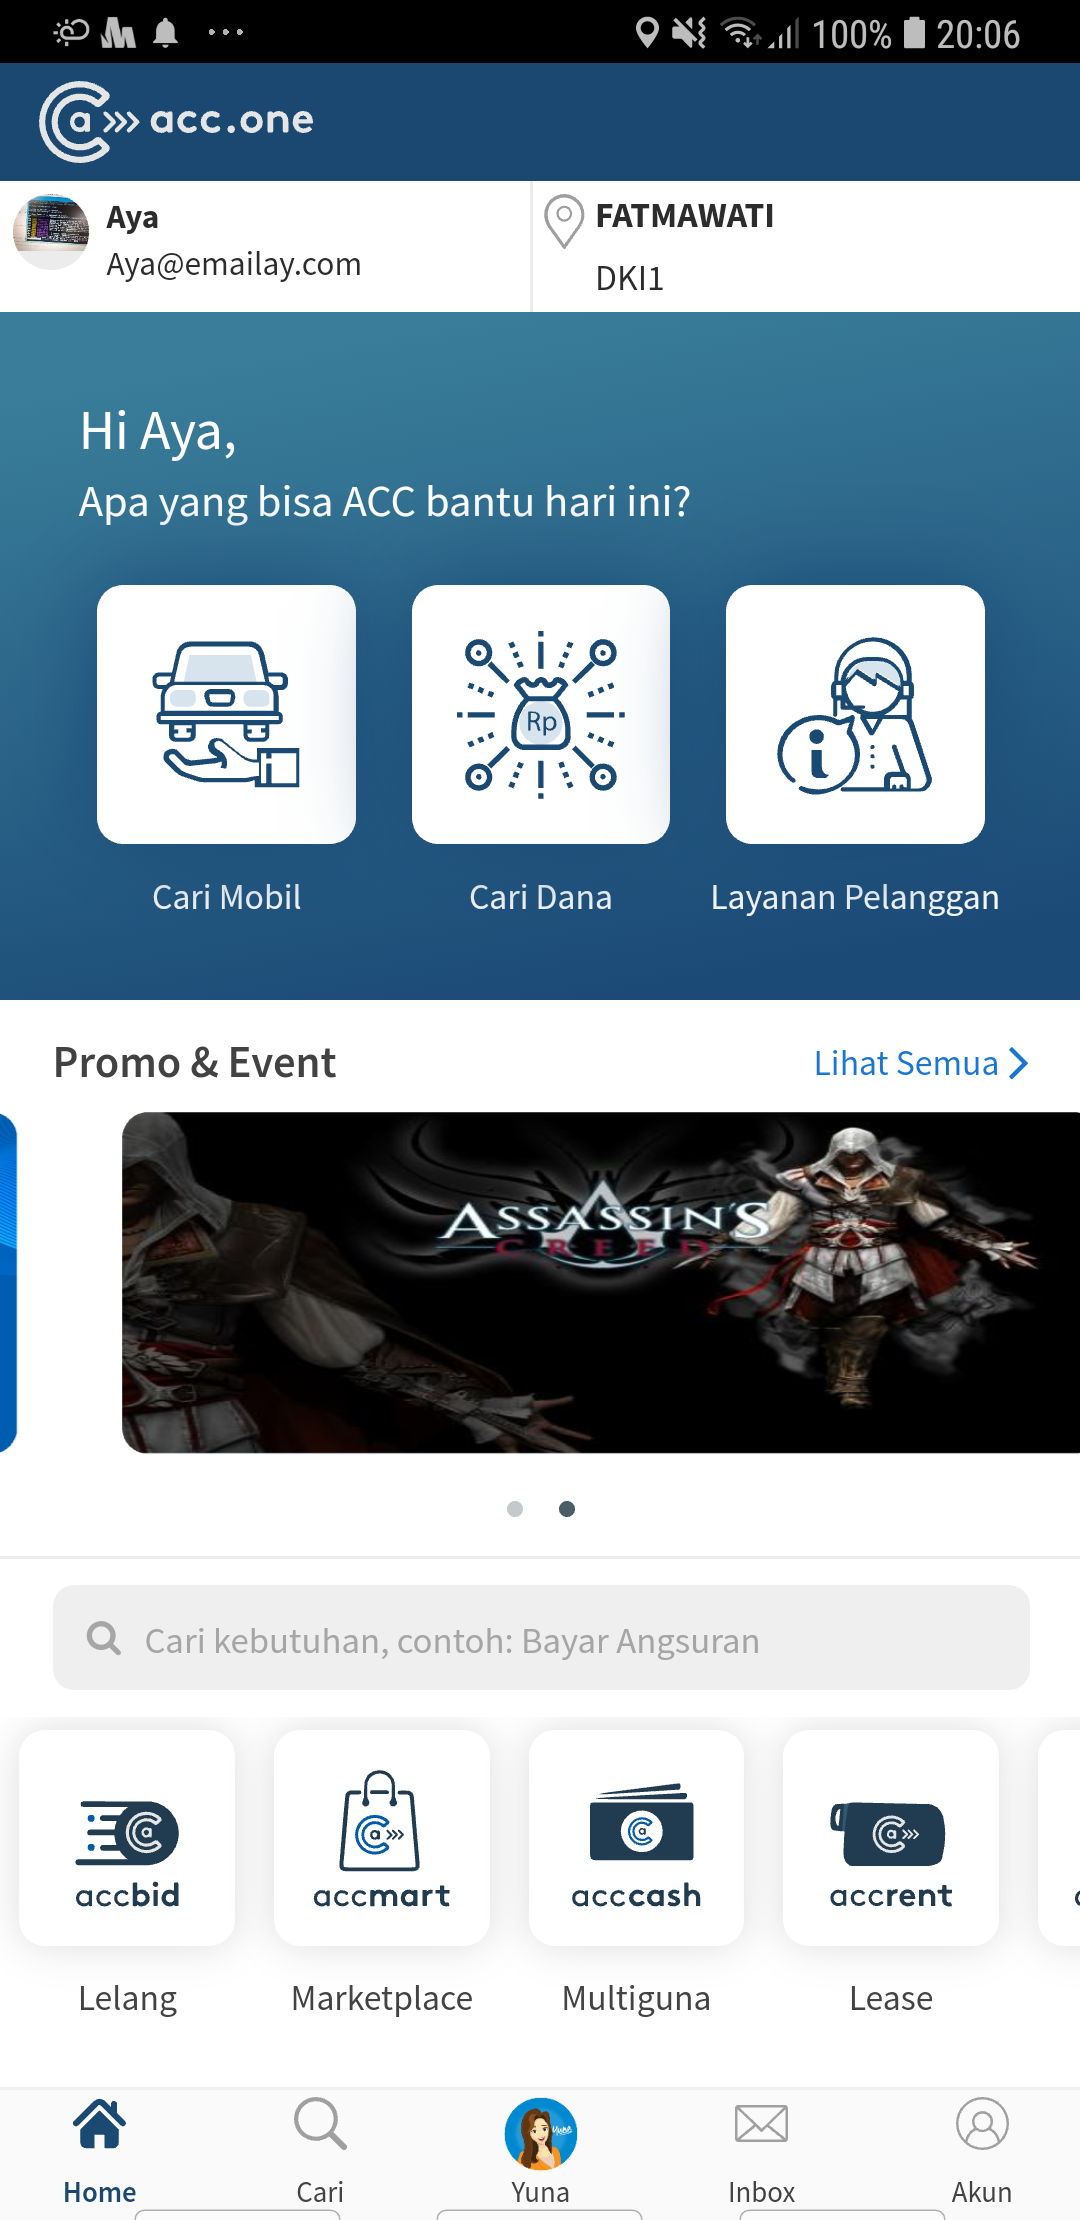 100% 20:06
acc.one
Aya
Aya@emailay.com
FATMAWATI
DKI1
Hi Aya,
Apa yang bisa ACC bantu hari ini?
Rp
Cari Mobil
Cari Dana
Layanan Pelanggan
Promo & Event
Lihat Semua
ASSASSIN'S
CREED
Cari kebutuhan, contoh: Bayar Angsuran
accbid
accmart
acccash
accrent
Lelang
Marketplace
Multiguna
Lease
Home
Cari
Yuna
Inbox
Akun